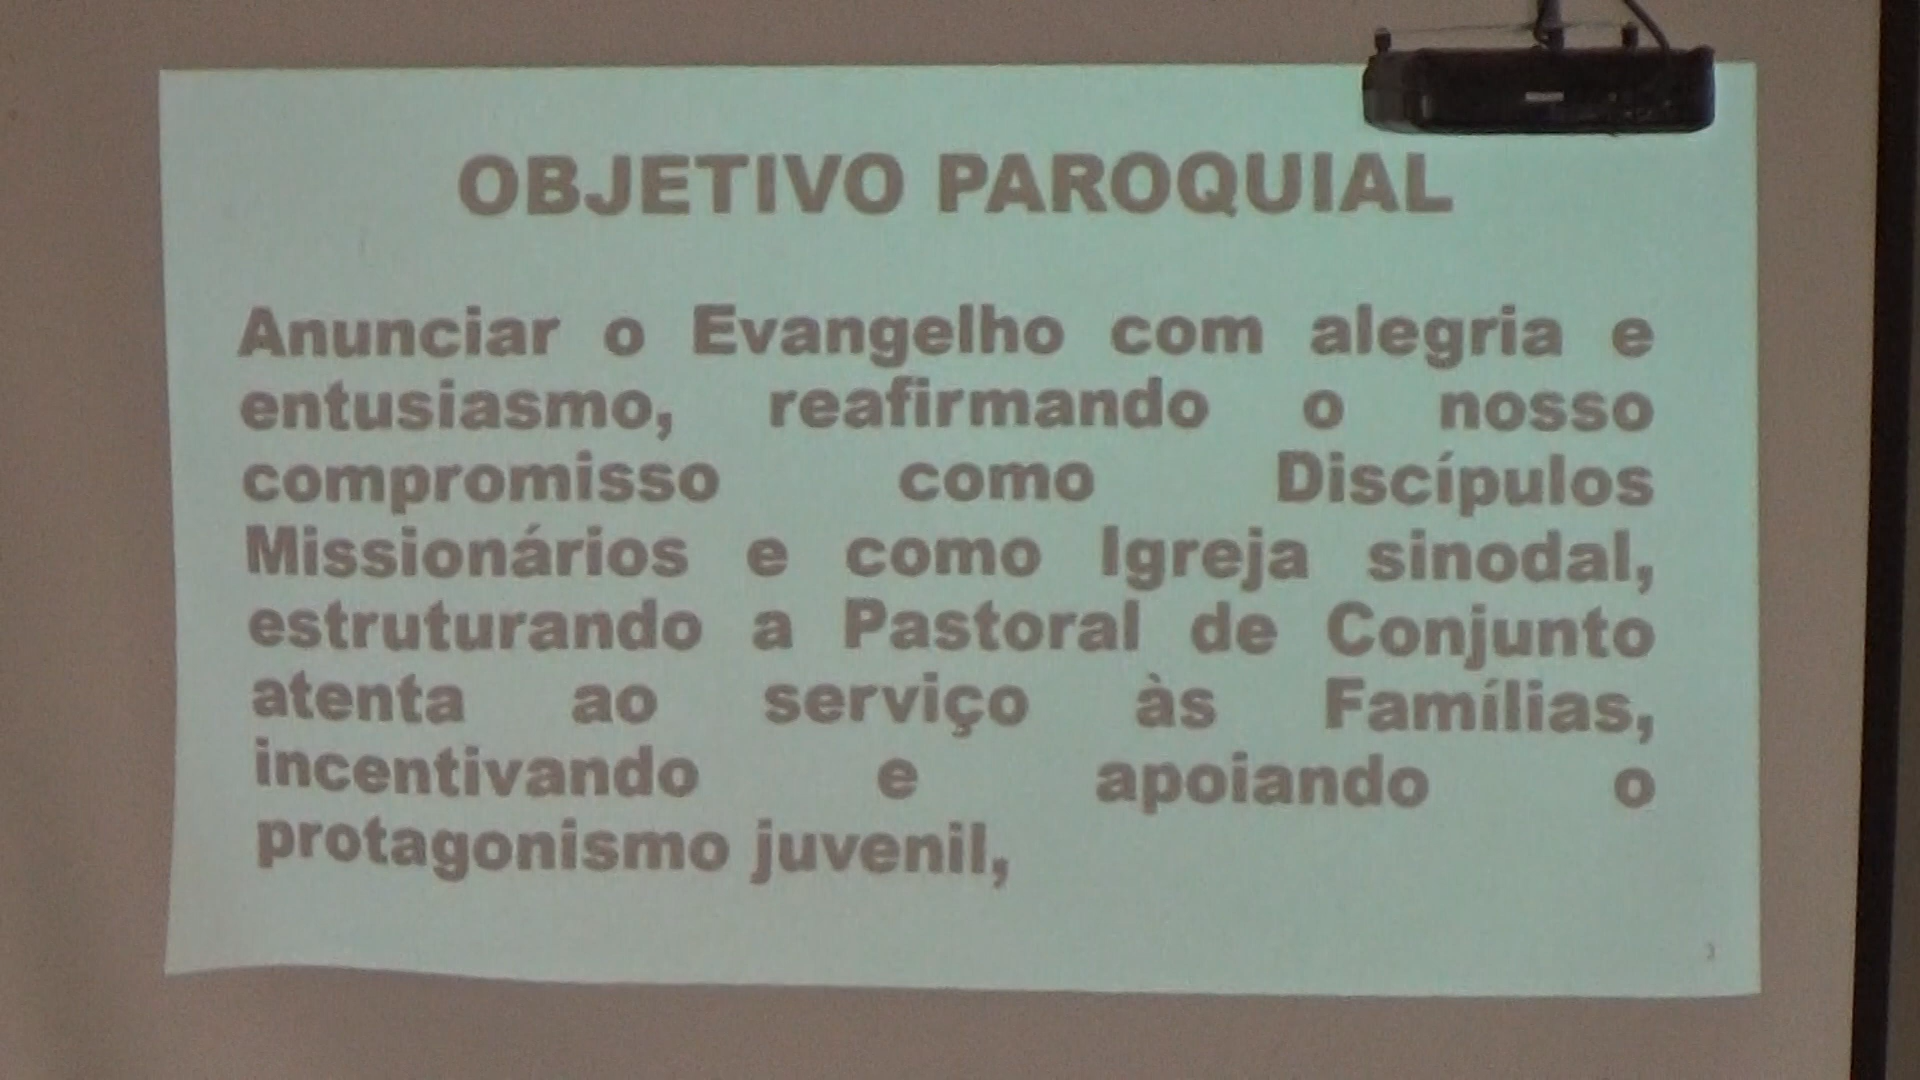 OBJETIVO PAROQUIAL
Anunciar o Evangelho com alegria e
entusiasmo, reafirmando o nosso
compromisso como Discípulos
Missionários e como Igreja sinodal,
estruturando a Pastoral de Conjunto
atenta ao serviço às Famílias,
incentivando e apoiando o
protagonismo juvenil,